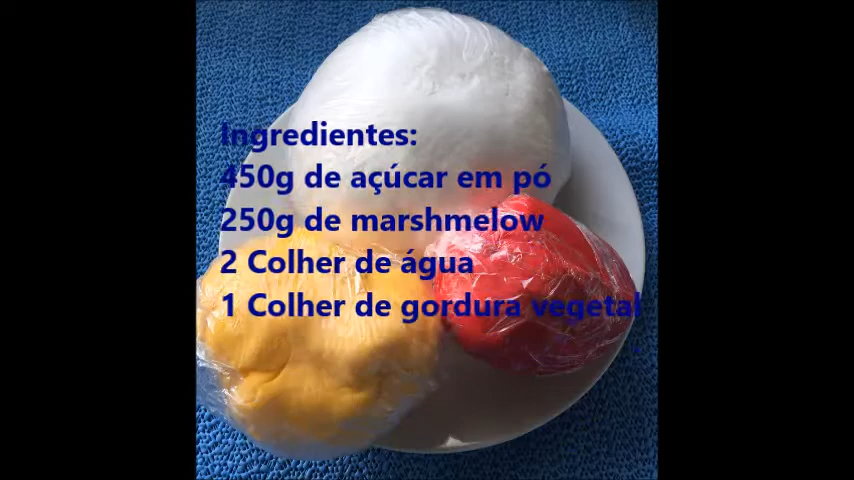 Ingredientes:
450g de açúcar em pó
250g de marshmelow
2 Colher de água
1 Colher de gordura vegetal
.